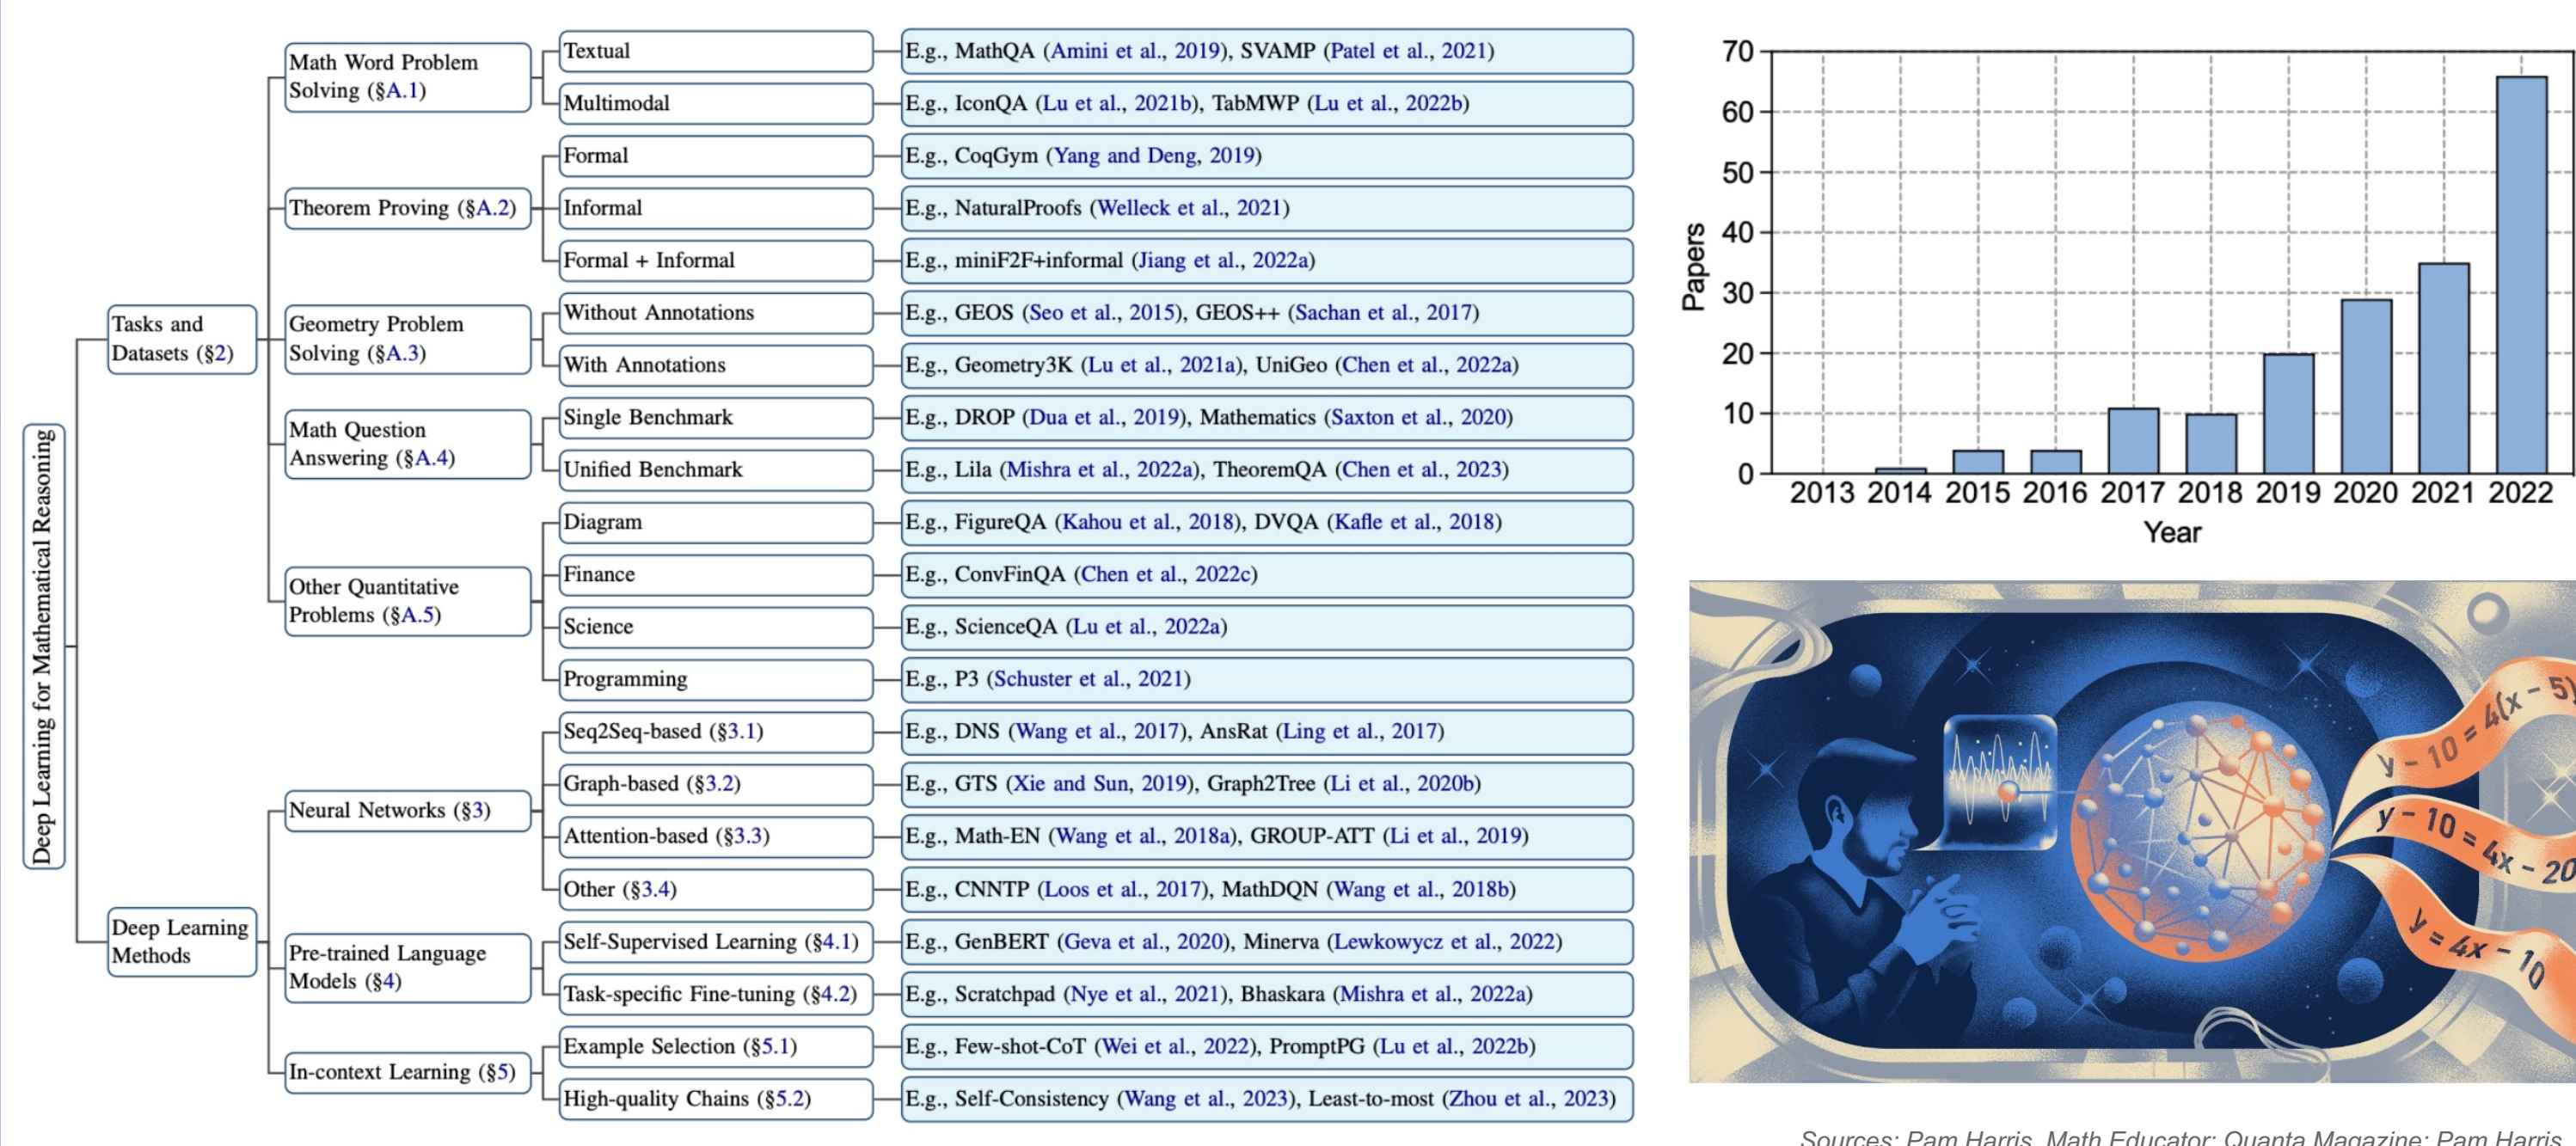 Deep Learning for Mathematical Reasoning
Tasks and
Datasets (§2)
Math Word Problem
Solving (§A.1)
Textual
E.g., MathQA (Amini et al., 2019), SVAMP (Patel et al., 2021)
Multimodal
E.g., IconQA (Lu et al., 2021b), TabMWP (Lu et al., 2022b)
Theorem Proving (§A.2)
Formal
E.g., CoqGym (Yang and Deng, 2019)
Informal
E.g., NaturalProofs (Welleck et al., 2021)
Formal + Informal
E.g., miniF2F+informal (Jiang et al., 2022a)
Geometry Problem
Solving (§A.3)
Without Annotations
E.g., GEOS (Seo et al., 2015), GEOS++ (Sachan et al., 2017)
With Annotations
E.g., Geometry3K (Lu et al., 2021a), UniGeo (Chen et al., 2022a)
Math Question
Answering (§A.4)
Single Benchmark
E.g., DROP (Dua et al., 2019), Mathematics (Saxton et al., 2020)
Unified Benchmark
E.g., Lila (Mishra et al., 2022a), TheoremQA (Chen et al., 2023)
Other Quantitative
Problems (§A.5)
Diagram
E.g., FigureQA (Kahou et al., 2018), DVQA (Kafle et al., 2018)
Finance
E.g., ConvFinQA (Chen et al., 2022c)
Science
E.g., ScienceQA (Lu et al., 2022a)
Programming
E.g., P3 (Schuster et al., 2021)
Deep Learning
Methods
Neural Networks (§3)
Seq2Seq-based (§3.1)
E.g., DNS (Wang et al., 2017), AnsRat (Ling et al., 2017)
Graph-based (§3.2)
E.g., GTS (Xie and Sun, 2019), Graph2Tree (Li et al., 2020b)
Attention-based (§3.3)
E.g., Math-EN (Wang et al., 2018a), GROUP-ATT (Li et al., 2019)
Other (§3.4)
E.g., CNNTP (Loos et al., 2017), MathDQN (Wang et al., 2018b)
Pre-trained Language
Models (§4)
Self-Supervised Learning (§4.1)
E.g., GenBERT (Geva et al., 2020), Minerva (Lewkowycz et al., 2022)
Task-specific Fine-tuning (§4.2)
E.g., Scratchpad (Nye et al., 2021), Bhaskara (Mishra et al., 2022a)
In-context Learning (§5)
Example Selection (§5.1)
E.g., Few-shot-CoT (Wei et al., 2022), PromptPG (Lu et al., 2022b)
High-quality Chains (§5.2)
E.g., Self-Consistency (Wang et al., 2023), Least-to-most (Zhou et al., 2023)
Papers
70
60
50
40
30
20
10
0
2013 2014 2015 2016 2017 2018 2019 2020 2021 2022
Year
y - 10 = 4(x - 5)
y - 10 = 4x - 20
y = 4x - 10
Sources: Pam Harris, Math Educator; Quanta Magazine; Pam Harris